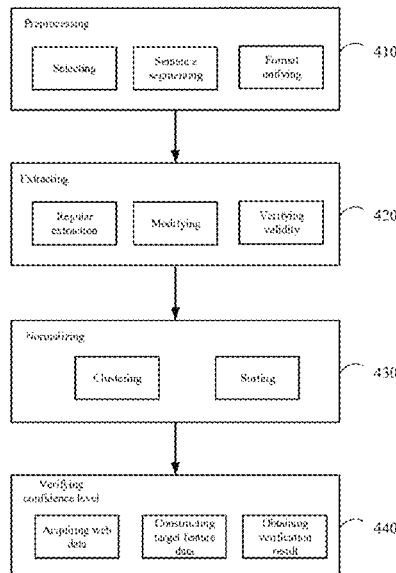 Preprocessing
410
Selecting
Sentence
segmenting
Format
unifying
Extracting
420
Regular
extraction
Modifying
Verifying
validity
Normalizing
430
Clustering
Sorting
Verifying
confidence level
440
Acquiring web
data
Constructing
target feature
data
Obtaining
verification
result